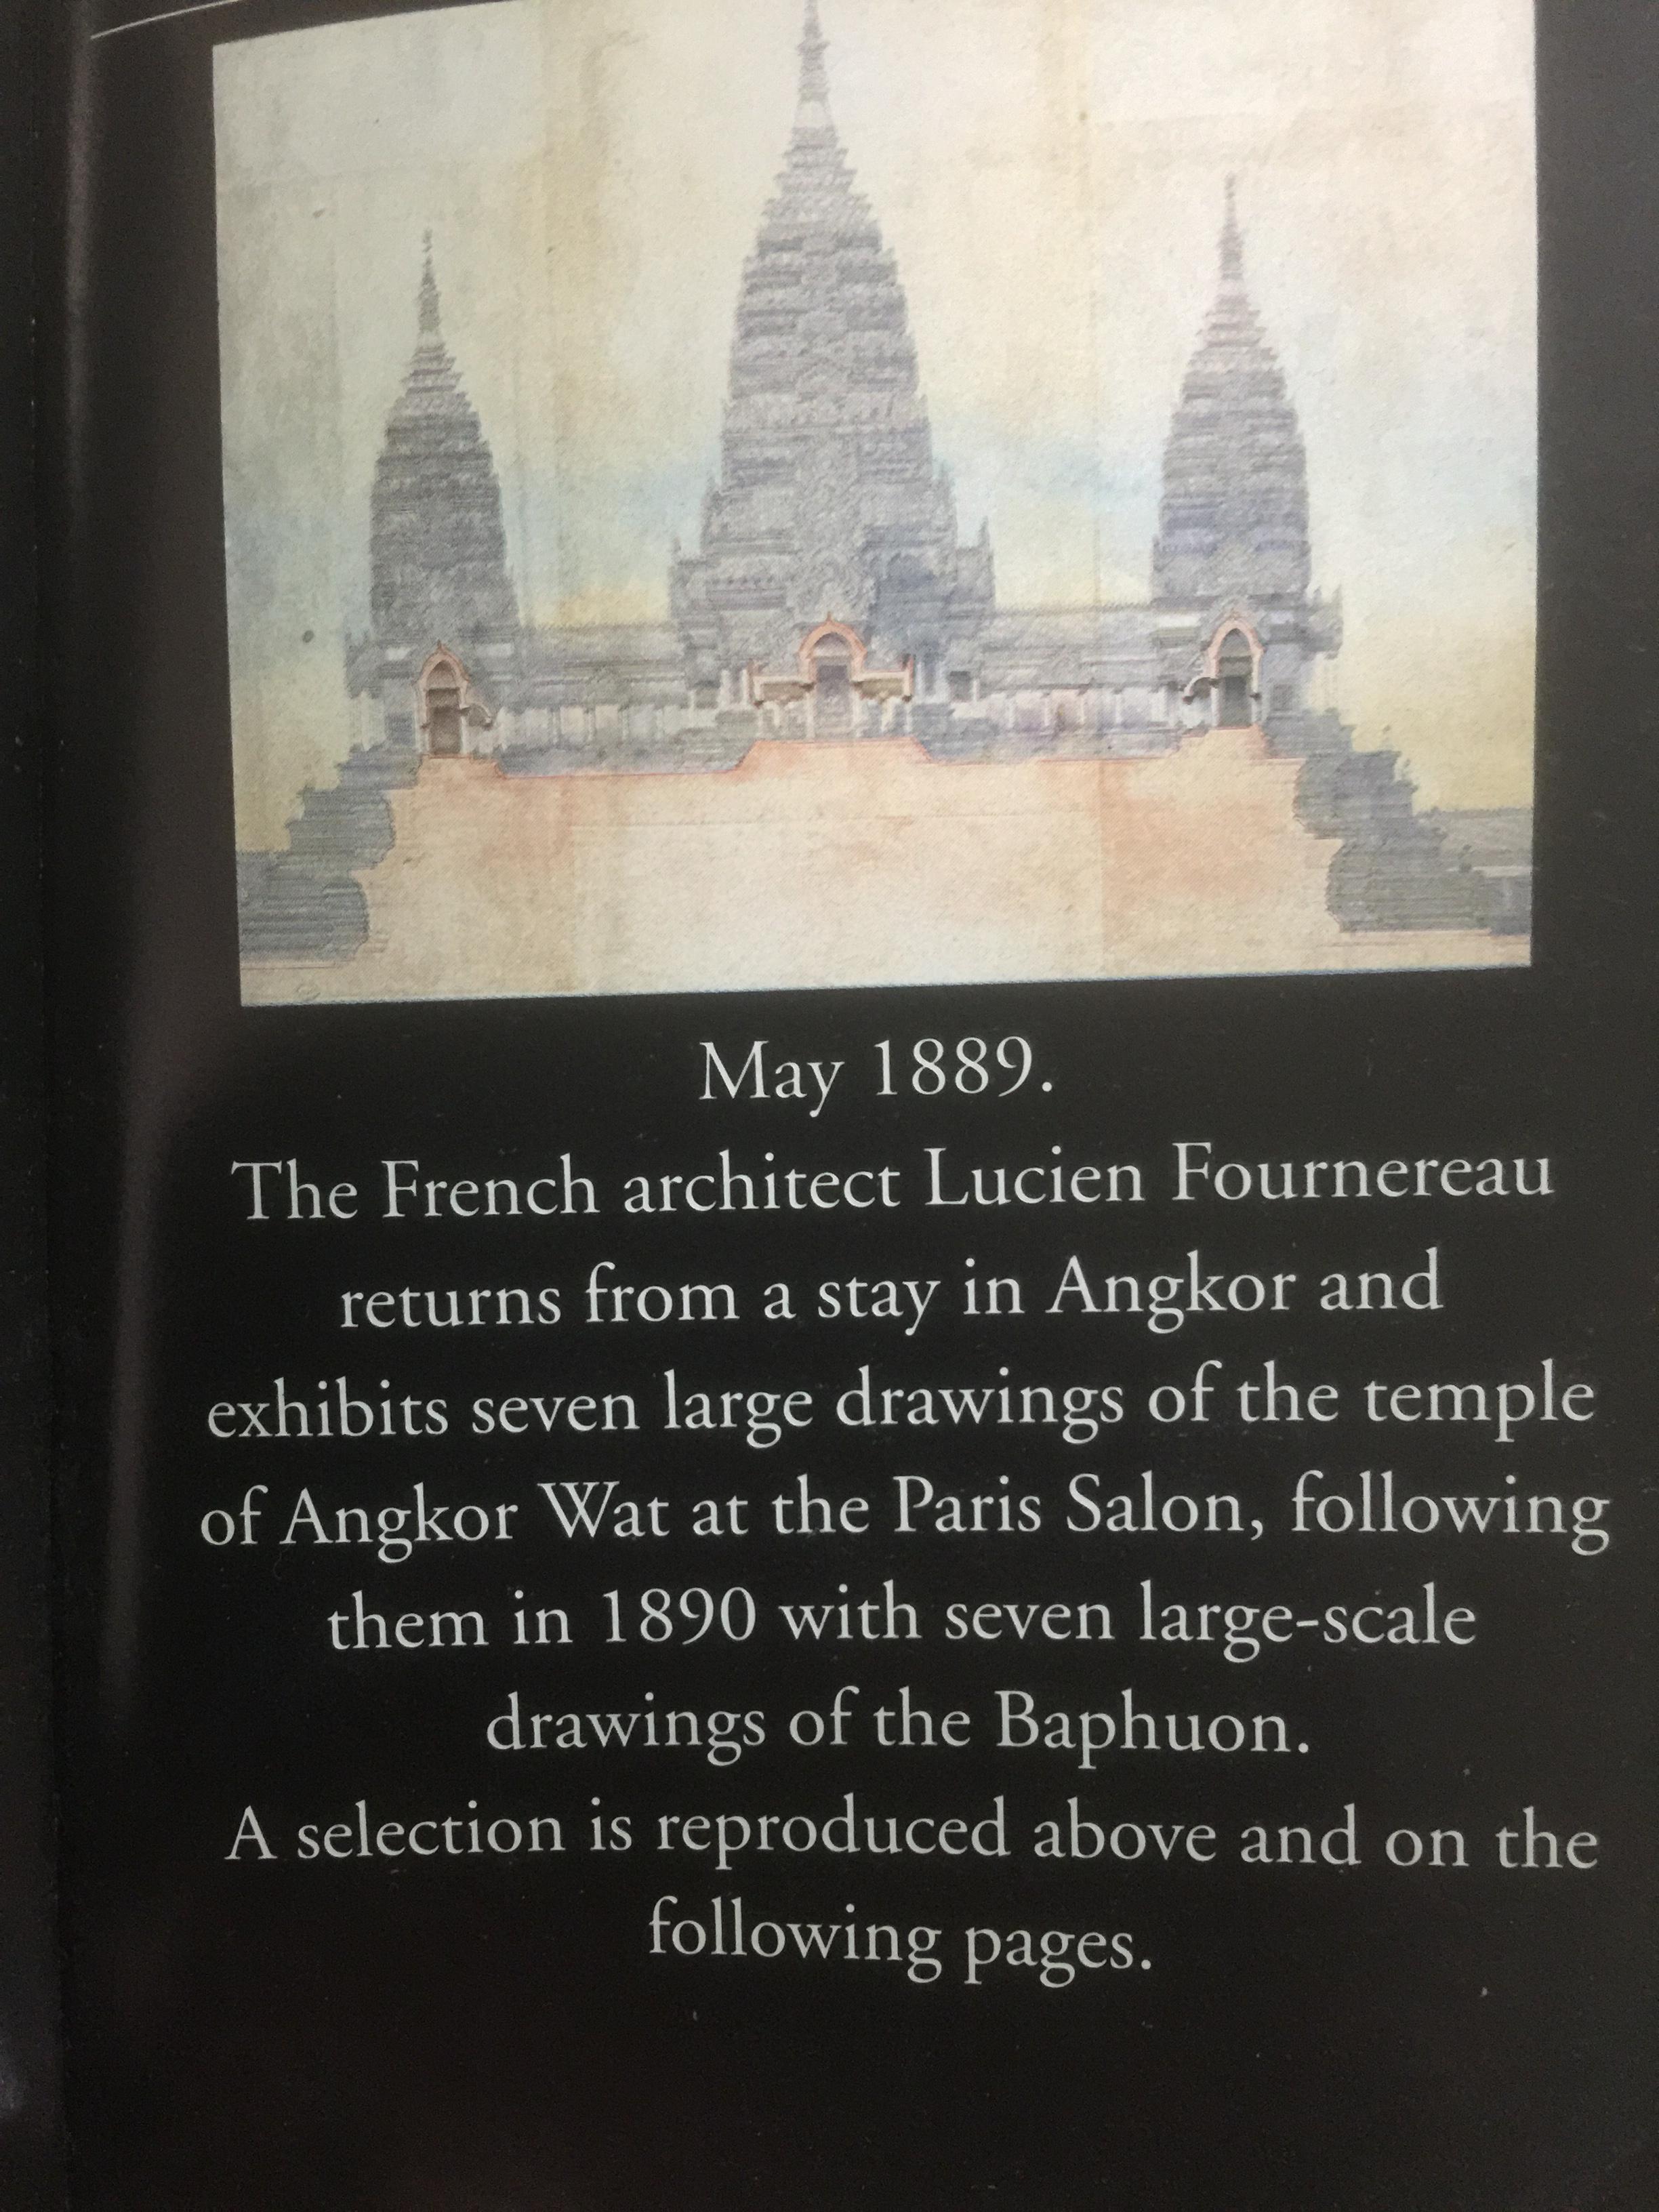 May 1889.
The French architect Lucien Fournereau
returns from a stay in Angkor and
exhibits seven large drawings of the temple
of Angkor Wat at the Paris Salon, following
them in 1890 with seven large-scale
drawings of the Baphuon.
A selection is reproduced above and on the
following pages.